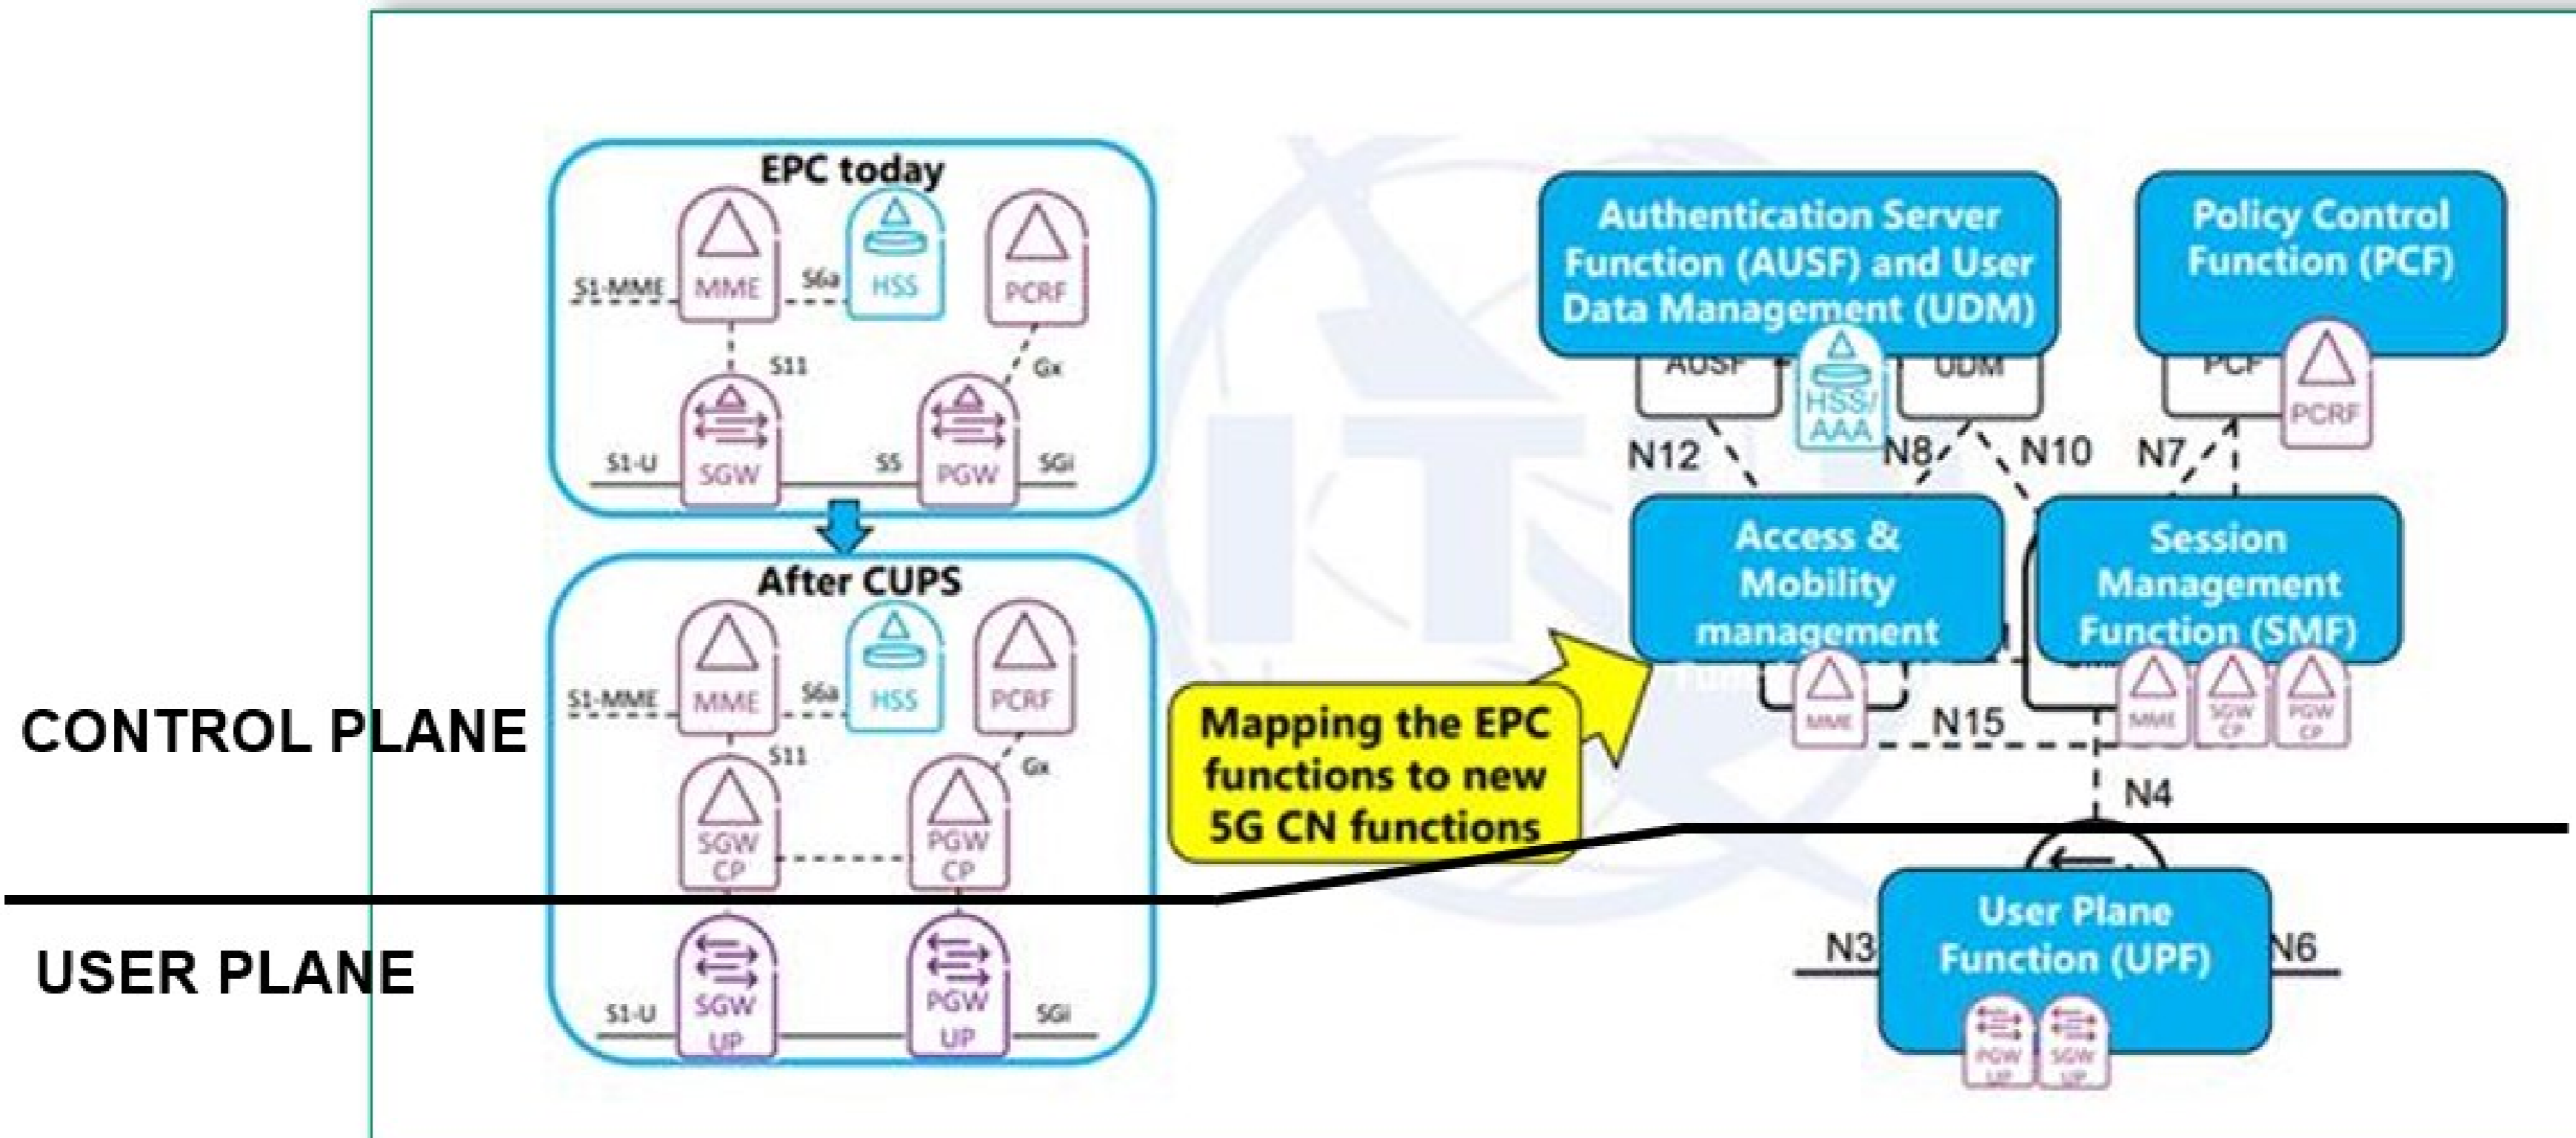 EPC today
MME
HSS
PCRF
S1-MME
S6a
S11
Gx
SGW
PGW
S1-U
S5
SGi
After CUPS
MME
HSS
PCRF
S1-MME
S6a
S11
Gx
SGW
CP
PGW
CP
SGW
UP
PGW
UP
S1-U
SGi
CONTROL PLANE
USER PLANE
Mapping the EPC
functions to new
5G CN functions
Authentication Server
Function (AUSF) and User
Data Management (UDM)
AUSF
HSS/
AAA
UDM
Policy Control
Function (PCF)
PCF
PCRF
N12
N8
N10
N7
Access &
Mobility
management
MME
Session
Management
Function (SMF)
MME
SGW
CP
PGW
CP
N15
N4
User Plane
Function (UPF)
N3
N6
PGW
UP
SGW
UP
ITU